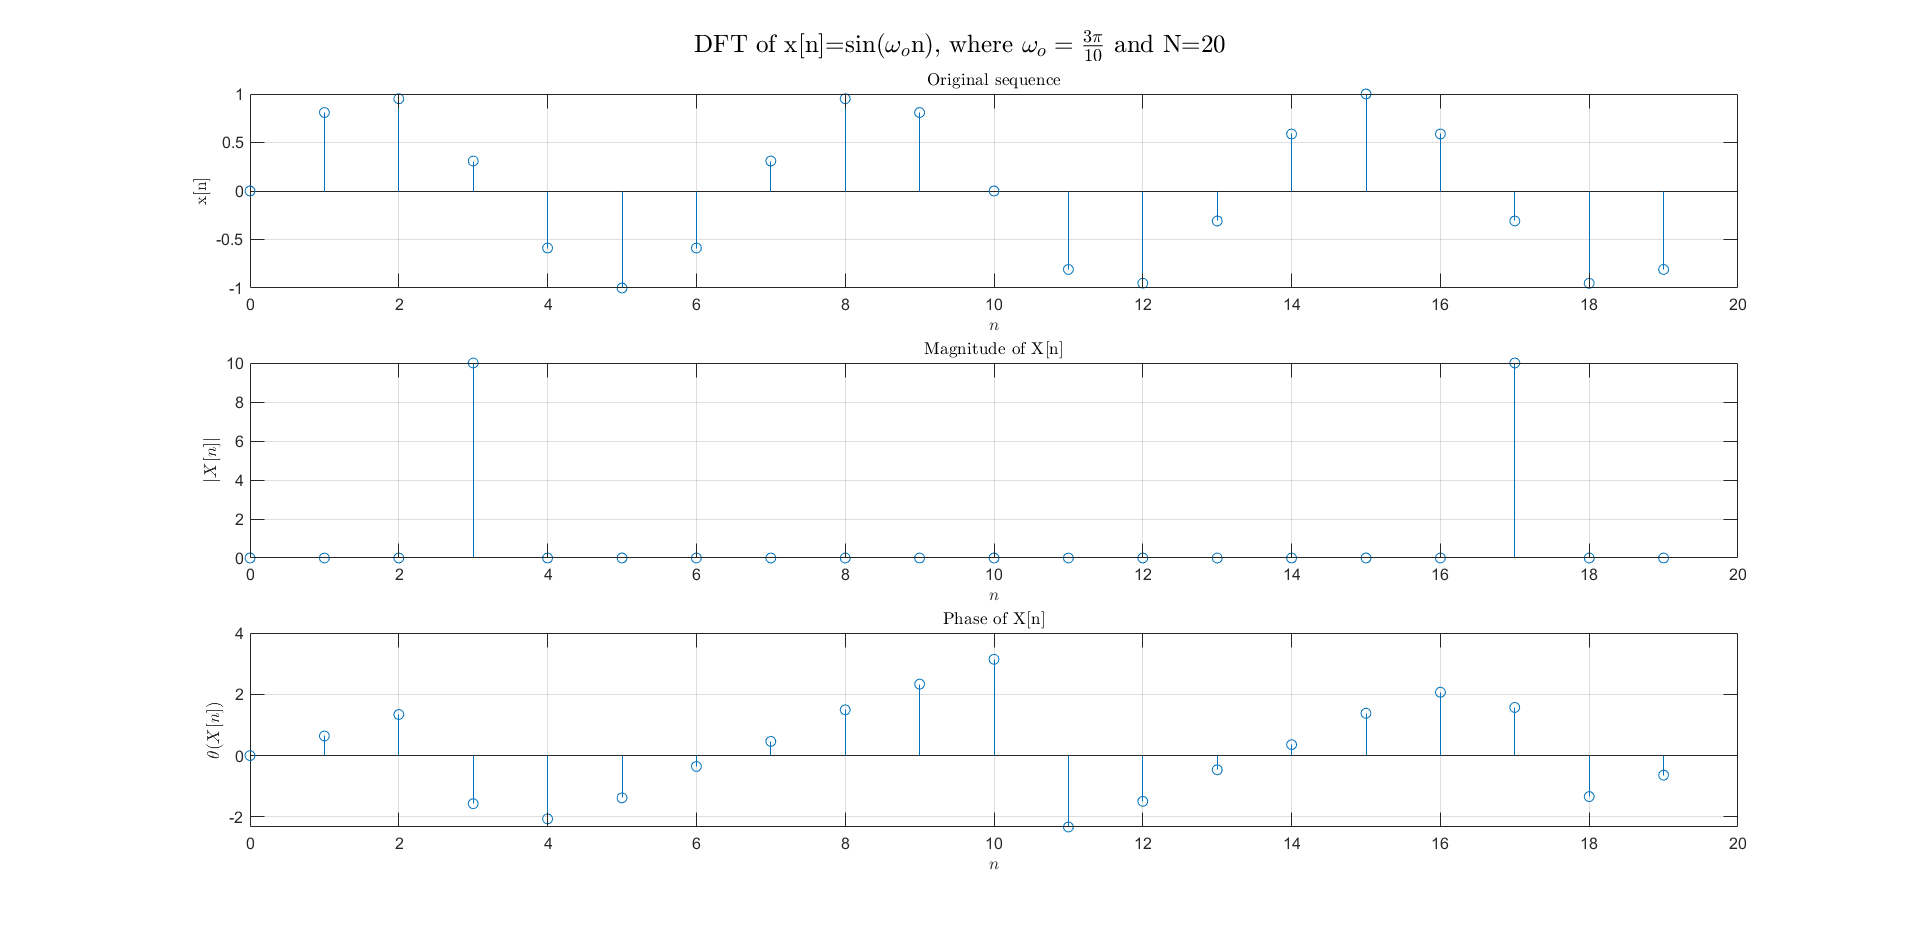 DFT of x[n]=sin(ωₒn), where ωₒ = 3π/10 and N=20
Original sequence
1
0.5
0
-0.5
-1
x[n]
0 2 4 6 8 10 12 14 16 18 20
n
Magnitude of X[n]
10
8
6
4
2
0
|X[n]|
0 2 4 6 8 10 12 14 16 18 20
n
Phase of X[n]
4
2
0
-2
θ(X[n])
0 2 4 6 8 10 12 14 16 18 20
n